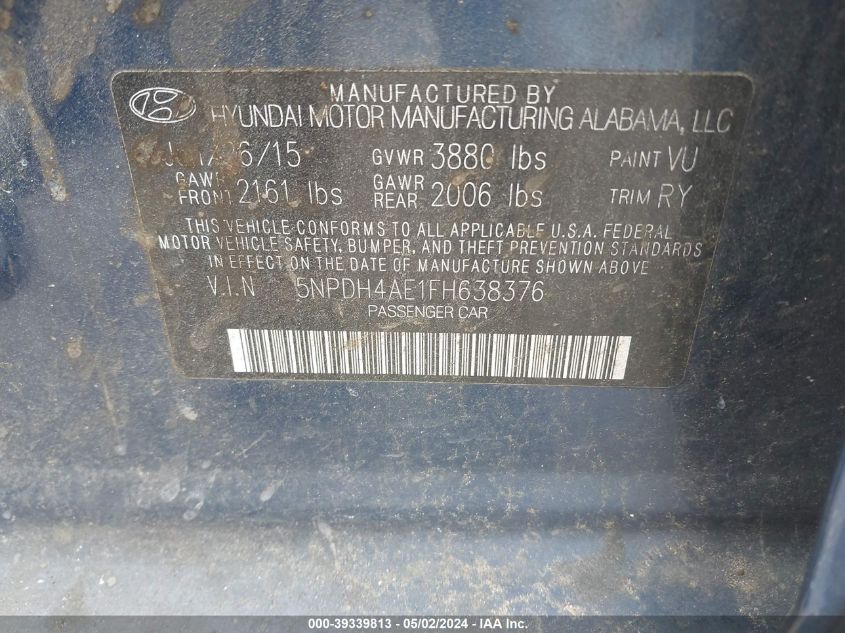 MANUFACTURED BY
HYUNDAI MOTOR MANUFACTURING ALABAMA, LLC
26/15 GVWR 3880 lbs PAINT VU
GAWR FRONT 2161 lbs GAWR REAR 2006 lbs TRIM RY
THIS VEHICLE CONFORMS TO ALL APPLICABLE U.S.A. FEDERAL
MOTOR VEHICLE SAFETY, BUMPER, AND THEFT PREVENTION STANDARDS
IN EFFECT ON THE DATE OF MANUFACTURE SHOWN ABOVE
V.I.N 5NPDH4AE1FH638376
PASSENGER CAR
000-39339813 - 05/02/2024 - IAA Inc.